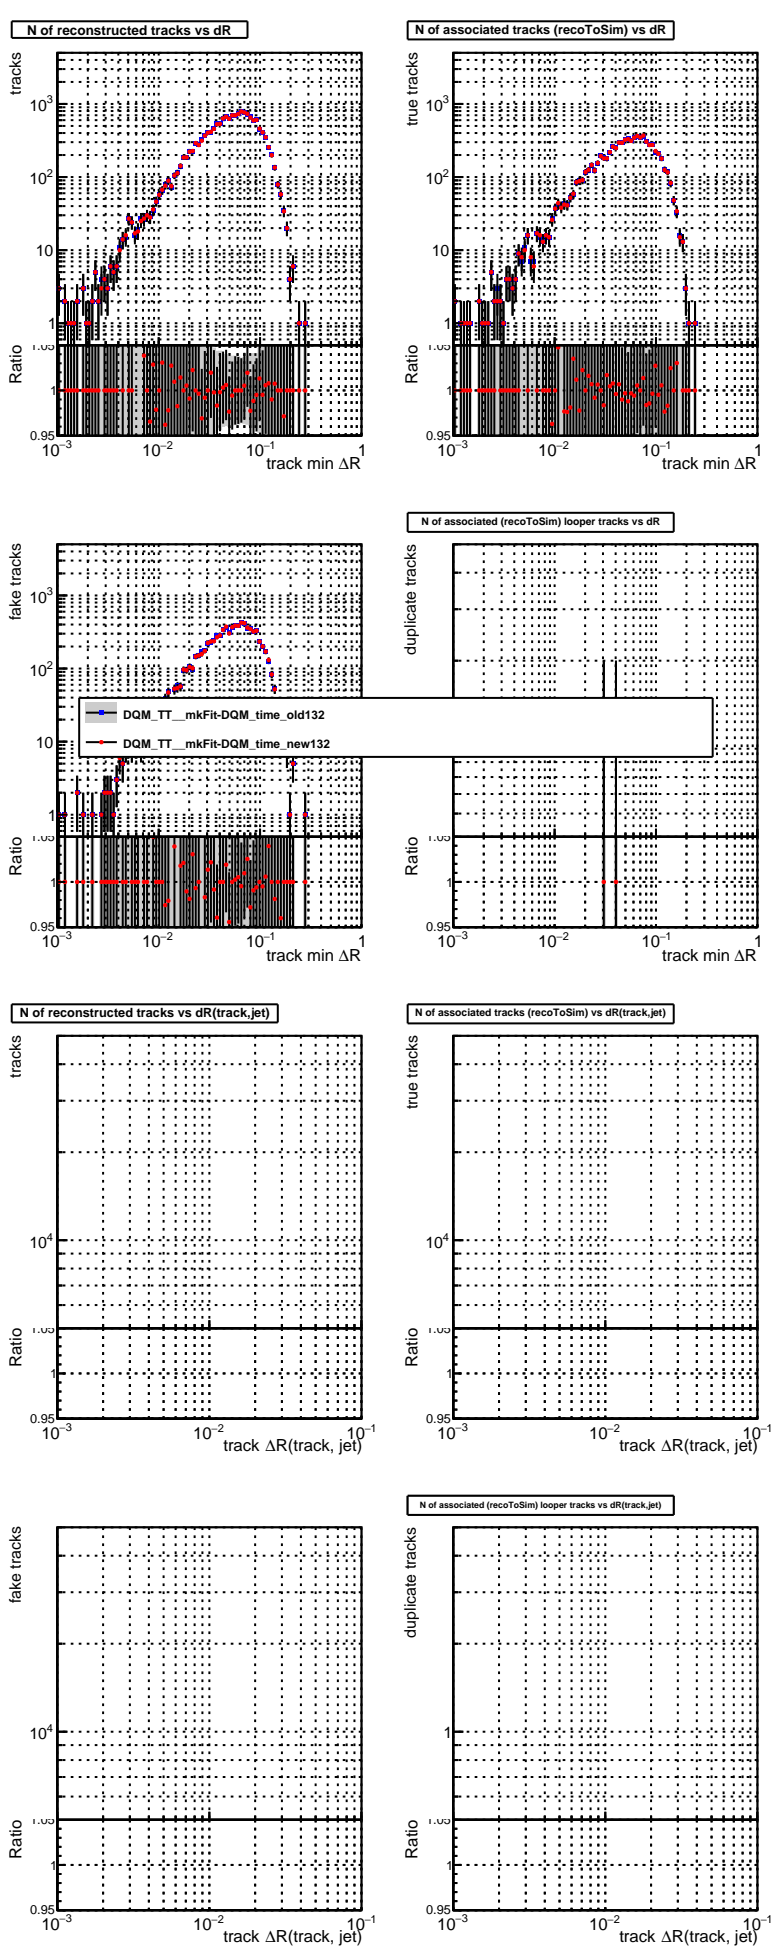 N of reconstructed tracks vs dR
tracks
10³
10²
10
1
Ratio
1.05
1
0.95
10⁻³ 10⁻² 10⁻¹ 1
track min ΔR
N of associated tracks (recoToSim) vs dR
true tracks
10³
10²
10
1
Ratio
1.05
1
0.95
10⁻³ 10⁻² 10⁻¹ 1
track min ΔR
fake tracks
10³
10²
10
1
Ratio
1.05
1
0.95
10⁻³ 10⁻² 10⁻¹ 1
track min ΔR
N of associated (recoToSim) looper tracks vs dR
duplicate tracks
Ratio
1.05
1
0.95
10⁻³ 10⁻² 10⁻¹ 1
track min ΔR
DQM_TT__mkFit-DQM_time_old132
DQM_TT__mkFit-DQM_time_new132
N of reconstructed tracks vs dR(track,jet)
tracks
10⁴
Ratio
1.05
1
0.95
10⁻³ 10⁻² 10⁻¹
track ΔR(track, jet)
N of associated tracks (recoToSim) vs dR(track,jet)
true tracks
10⁴
Ratio
1.05
1
0.95
10⁻³ 10⁻² 10⁻¹
track ΔR(track, jet)
fake tracks
10⁴
Ratio
1.05
1
0.95
10⁻³ 10⁻² 10⁻¹
track ΔR(track, jet)
N of associated (recoToSim) looper tracks vs dR(track,jet)
duplicate tracks
1
Ratio
1.05
1
0.95
10⁻³ 10⁻² 10⁻¹
track ΔR(track, jet)